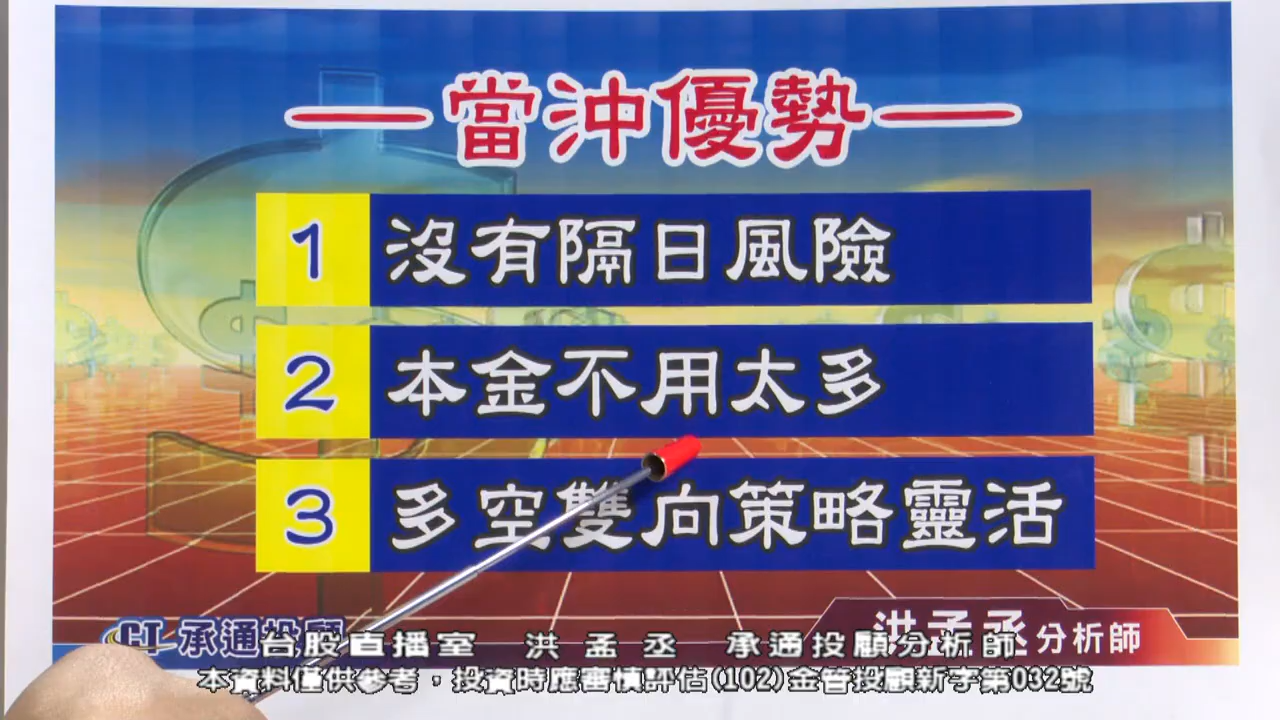 當沖優勢
1 沒有隔日風險
2 本金不用太多
3 多空雙向策略靈活
CT 承通投顧
洪孟丞分析師
台股直播室 洪孟丞 承通投顧分析師
本資料僅供參考，投資時應審慎評估(102)金管投顧新字第032號